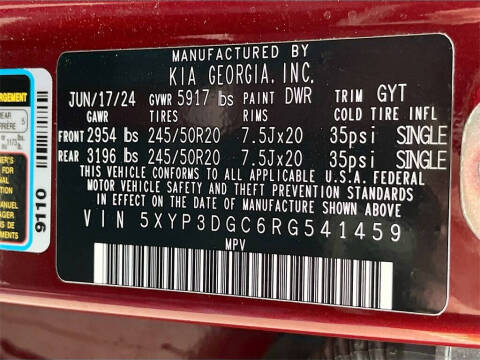 MANUFACTURED BY
KIA GEORGIA, INC.
JUN/17/24 GVWR 5917 lbs PAINT DWR TRIM GYT
GAWR TIRES RIMS COLD TIRE INFL
FRONT 2954 lbs 245/50R20 7.5Jx20 35psi SINGLE
REAR 3196 lbs 245/50R20 7.5Jx20 35psi SINGLE
THIS VEHICLE CONFORMS TO ALL APPLICABLE U.S.A. FEDERAL
MOTOR VEHICLE SAFETY AND THEFT PREVENTION STANDARDS
IN EFFECT ON THE DATE OF MANUFACTURE SHOWN ABOVE
VIN 5XYP3DGC6RG541459
MPV
9110